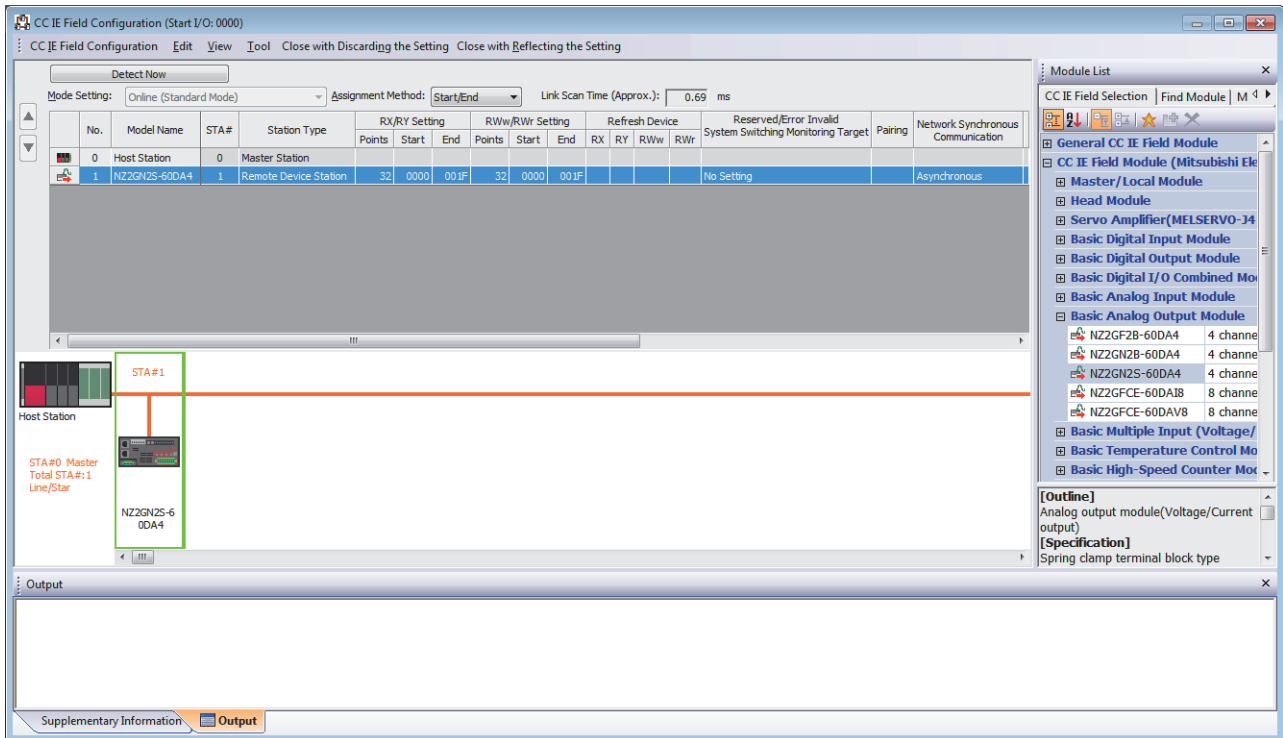 CC IE Field Configuration (Start I/O: 0000)
CC IE Field Configuration Edit View Tool Close with Discarding the Setting Close with Reflecting the Setting
Detect Now
Mode Setting: Online (Standard Mode) Assignment Method: Start/End Link Scan Time (Approx.): 0.69 ms
No. Model Name STA# Station Type RX/RY Setting RWw/RWr Setting Refresh Device Reserved/Error Invalid System Switching Monitoring Target Pairing Network Synchronous Communication
Points Start End Points Start End RX RY RWw RWr
0 Host Station 0 Master Station
1 NZ2GN2S-60DA4 1 Remote Device Station 32 0000 001F 32 0000 001F No Setting Asynchronous
STA#1
Host Station
STA#0 Master
Total STA#:1
Line/Star
NZ2GN2S-6
0DA4
Module List
CC IE Field Selection Find Module M
General CC IE Field Module
CC IE Field Module (Mitsubishi Ele
Master/Local Module
Head Module
Servo Amplifier(MELSERVO-J4
Basic Digital Input Module
Basic Digital Output Module
Basic Digital I/O Combined Mo
Basic Analog Input Module
Basic Analog Output Module
NZ2GF2B-60DA4 4 channe
NZ2GN2B-60DA4 4 channe
NZ2GN2S-60DA4 4 channe
NZ2GFCE-60DAI8 8 channe
NZ2GFCE-60DAV8 8 channe
Basic Multiple Input (Voltage/
Basic Temperature Control Mo
Basic High-Speed Counter Mo
[Outline]
Analog output module(Voltage/Current
output)
[Specification]
Spring clamp terminal block type
Output
Supplementary Information Output